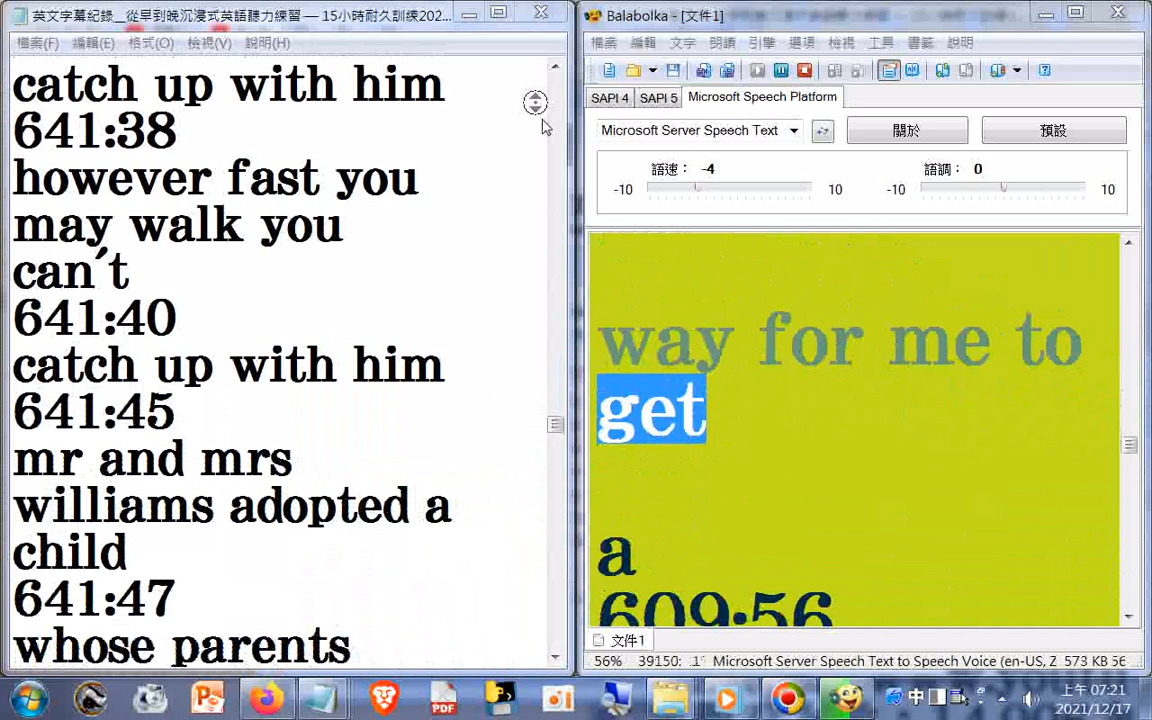 英文字幕紀錄__從早到晚沉浸式英語聽力練習 — 15小時耐久訓練202...
檔案(F) 編輯(E) 格式(O) 檢視(V) 說明(H)
catch up with him
641:38
however fast you
may walk you
can´t
641:40
catch up with him
641:45
mr and mrs
williams adopted a
child
641:47
whose parents
Balabolka - [文件1]
檔案 編輯 文字 朗讀 引擎 選項 檢視 工具 書籤 說明
SAPI 4 SAPI 5 Microsoft Speech Platform
Microsoft Server Speech Text 關於 預設
語速： -4 語調： 0
-10 10 -10 10
way for me to
get
a
609:56
文件1
56% 39150: Microsoft Server Speech Text to Speech Voice (en-US, 2 573 KB 56
PDF 中 上午 07:21
2021/12/17